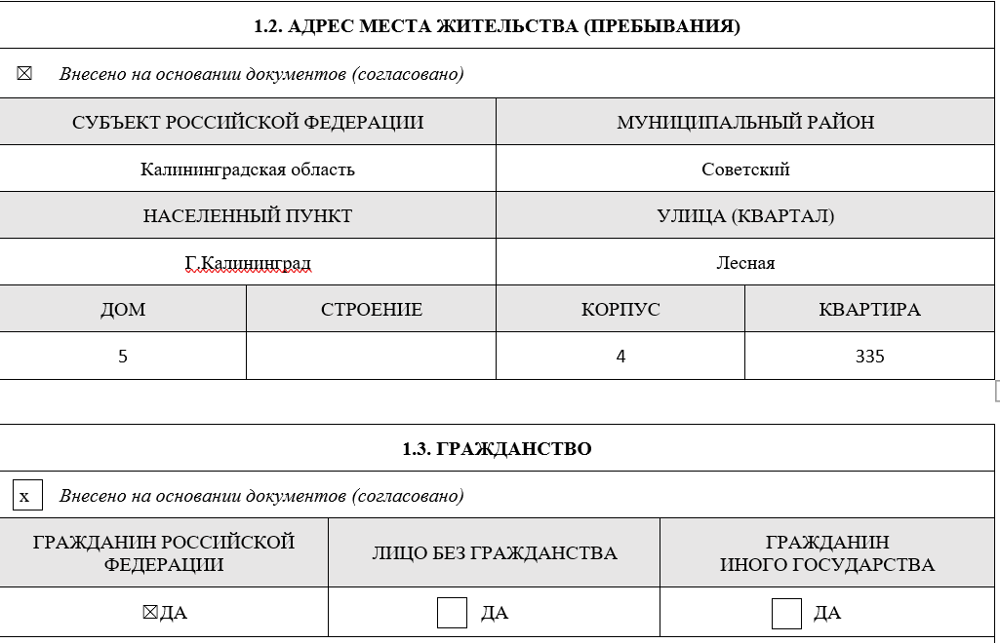 1.2. АДРЕС МЕСТА ЖИТЕЛЬСТВА (ПРЕБЫВАНИЯ)
☒ Внесено на основании документов (согласовано)
СУБЪЕКТ РОССИЙСКОЙ ФЕДЕРАЦИИ МУНИЦИПАЛЬНЫЙ РАЙОН
Калининградская область Советский
НАСЕЛЕННЫЙ ПУНКТ УЛИЦА (КВАРТАЛ)
Г.Калининград Лесная
ДОМ СТРОЕНИЕ КОРПУС КВАРТИРА
5 4 335
1.3. ГРАЖДАНСТВО
х Внесено на основании документов (согласовано)
ГРАЖДАНИН РОССИЙСКОЙ
ФЕДЕРАЦИИ
ЛИЦО БЕЗ ГРАЖДАНСТВА
ГРАЖДАНИН
ИНОГО ГОСУДАРСТВА
☒ДА ДА ДА